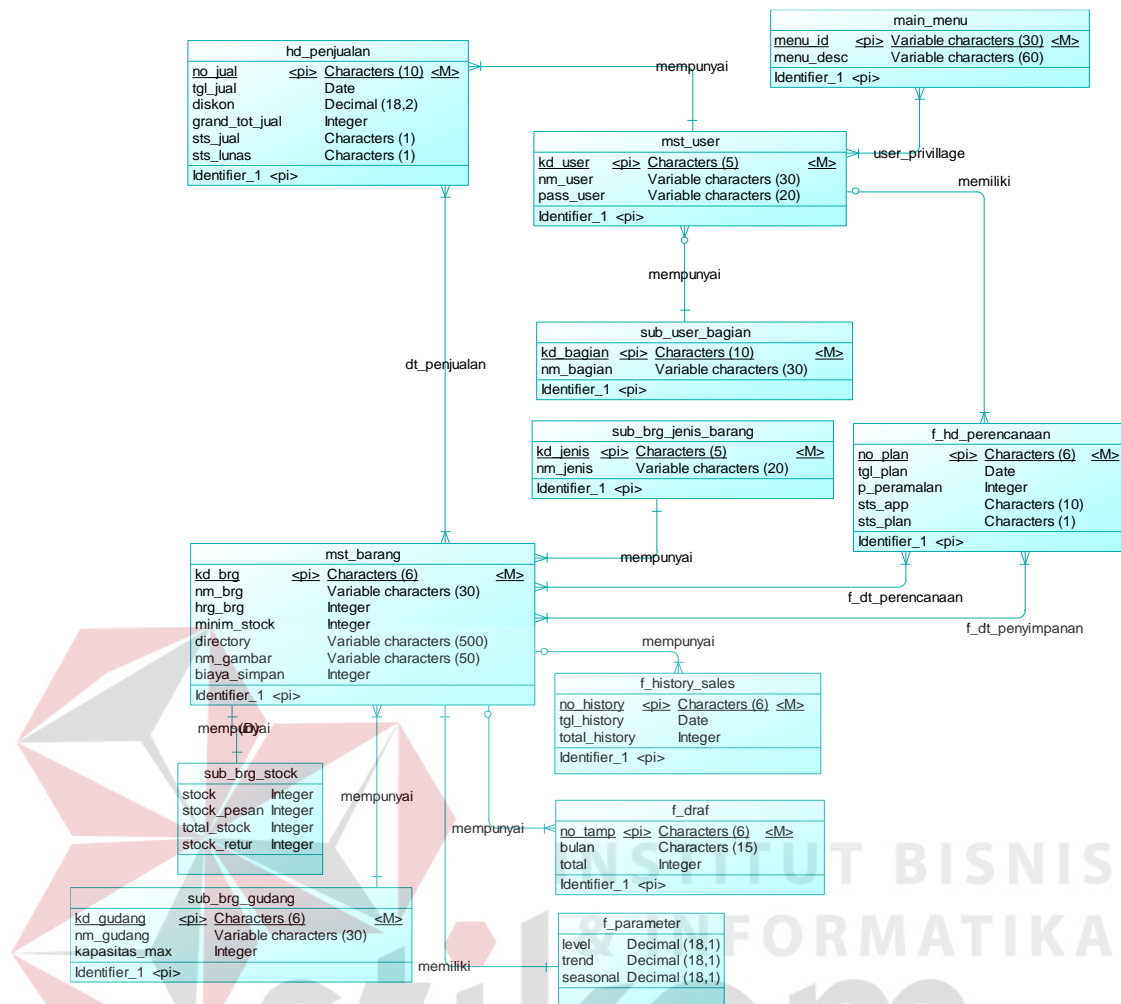 main_menu
menu_id <pi> Variable characters (30) <M>
menu_desc Variable characters (60)
Identifier_1 <pi>
hd_penjualan
no_jual <pi> Characters (10) <M>
tgl_jual Date
diskon Decimal (18,2)
grand_tot_jual Integer
sts_jual Characters (1)
sts_lunas Characters (1)
Identifier_1 <pi>
mempunyai
mst_user
kd_user <pi> Characters (5) <M>
nm_user Variable characters (30)
pass_user Variable characters (20)
Identifier_1 <pi>
user_privillage
memiliki
mempunyai
sub_user_bagian
kd_bagian <pi> Characters (10) <M>
nm_bagian Variable characters (30)
Identifier_1 <pi>
dt_penjualan
sub_brg_jenis_barang
kd_jenis <pi> Characters (5) <M>
nm_jenis Variable characters (20)
Identifier_1 <pi>
f_hd_perencanaan
no_plan <pi> Characters (6) <M>
tgl_plan Date
p_peramalan Integer
sts_app Characters (10)
sts_plan Characters (1)
Identifier_1 <pi>
mempunyai
mst_barang
kd_brg <pi> Characters (6) <M>
nm_brg Variable characters (30)
hrg_brg Integer
minim_stock Integer
directory Variable characters (500)
nm_gambar Variable characters (50)
biaya_simpan Integer
Identifier_1 <pi>
f_dt_perencanaan
f_dt_penyimpanan
mempunyai
f_history_sales
no_history <pi> Characters (6) <M>
tgl_history Date
total_history Integer
Identifier_1 <pi>
mempunyai
(D)
sub_brg_stock
stock Integer
stock_pesan Integer
total_stock Integer
stock_retur Integer
mempunyai
mempunyai
f_draf
no_tamp <pi> Characters (6) <M>
bulan Characters (15)
total Integer
Identifier_1 <pi>
sub_brg_gudang
kd_gudang <pi> Characters (6) <M>
nm_gudang Variable characters (30)
kapasitas_max Integer
Identifier_1 <pi>
memiliki
f_parameter
level Decimal (18,1)
trend Decimal (18,1)
seasonal Decimal (18,1)
INSTITUT BISNIS
& INFORMATIKA
stikom